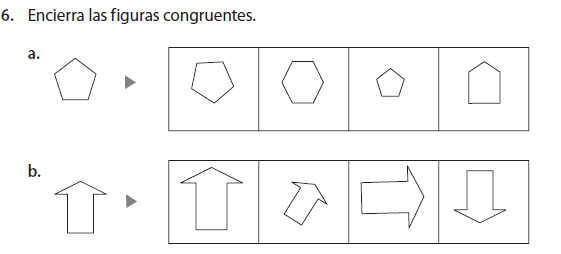 6. Encierra las figuras congruentes.
a.
b.